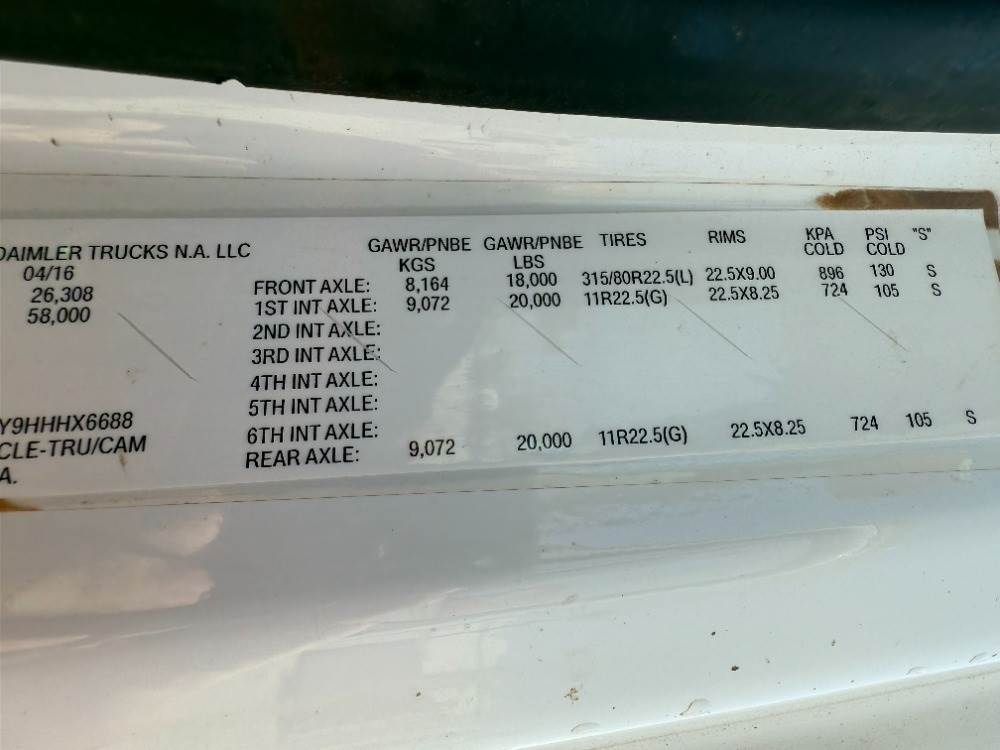 DAIMLER TRUCKS N.A. LLC GAWR/PNBE GAWR/PNBE TIRES RIMS KPA PSI "S"
04/16 KGS LBS COLD COLD
26,308 FRONT AXLE: 8,164 18,000 315/80R22.5(L) 22.5X9.00 896 130 S
58,000 1ST INT AXLE: 9,072 20,000 11R22.5(G) 22.5X8.25 724 105 S
2ND INT AXLE:
3RD INT AXLE:
4TH INT AXLE:
5TH INT AXLE:
Y9HHHX6688 6TH INT AXLE:
CLE-TRU/CAM REAR AXLE: 9,072 20,000 11R22.5(G) 22.5X8.25 724 105 S
A.